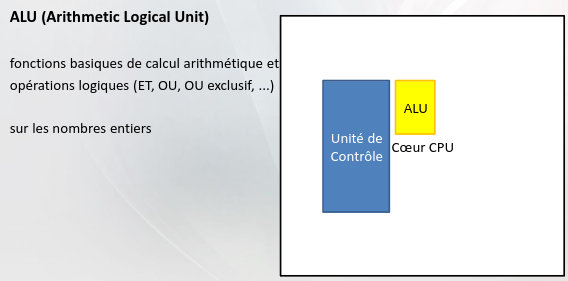 ALU (Arithmetic Logical Unit)
fonctions basiques de calcul arithmétique et
opérations logiques (ET, OU, OU exclusif, ...)
sur les nombres entiers
ALU
Unité de
Contrôle
Cœur CPU